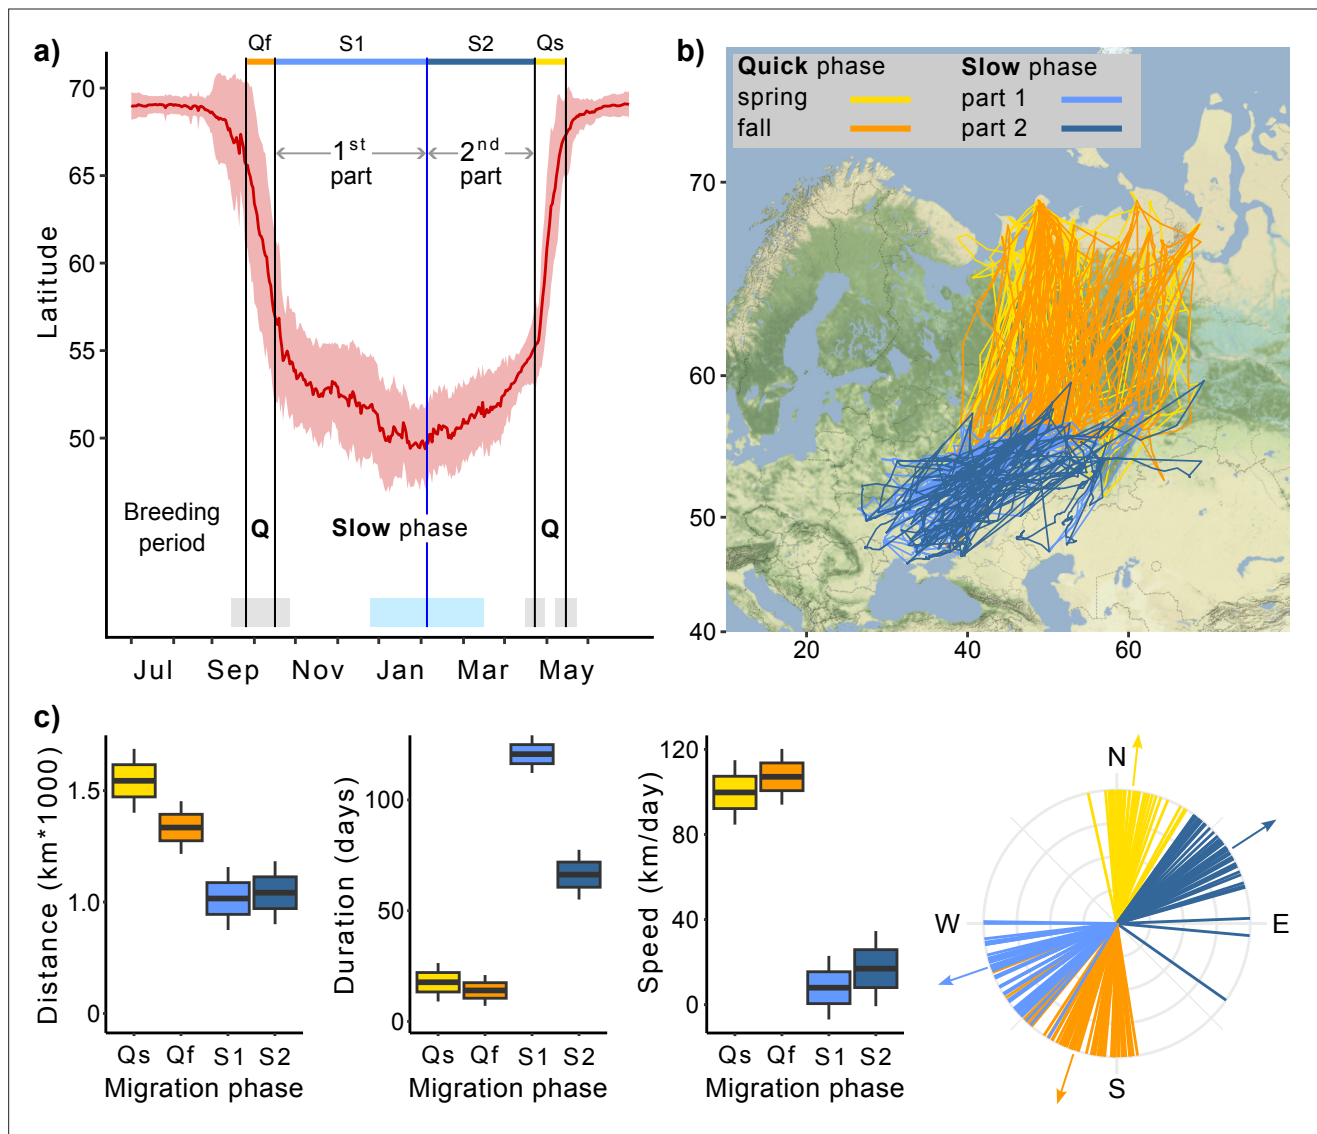 a)
Qf S1 S2 Qs
70
65
60
55
50
Latitude
1st part
2nd part
Breeding period
Q
Slow phase
Q
Jul Sep Nov Jan Mar May
b)
Quick phase Slow phase
spring part 1
fall part 2
70
60
50
40
20 40 60
c)
Distance (km*1000)
1.5
1.0
0
Qs Qf S1 S2
Migration phase
Duration (days)
100
50
0
Qs Qf S1 S2
Migration phase
Speed (km/day)
120
80
40
0
Qs Qf S1 S2
Migration phase
N
W E
S